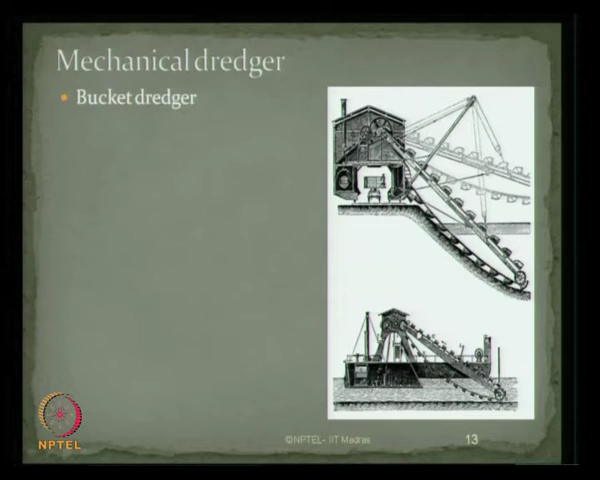 Mechanical dredger
Bucket dredger
NPTEL
©NPTEL- IIT Madras
13